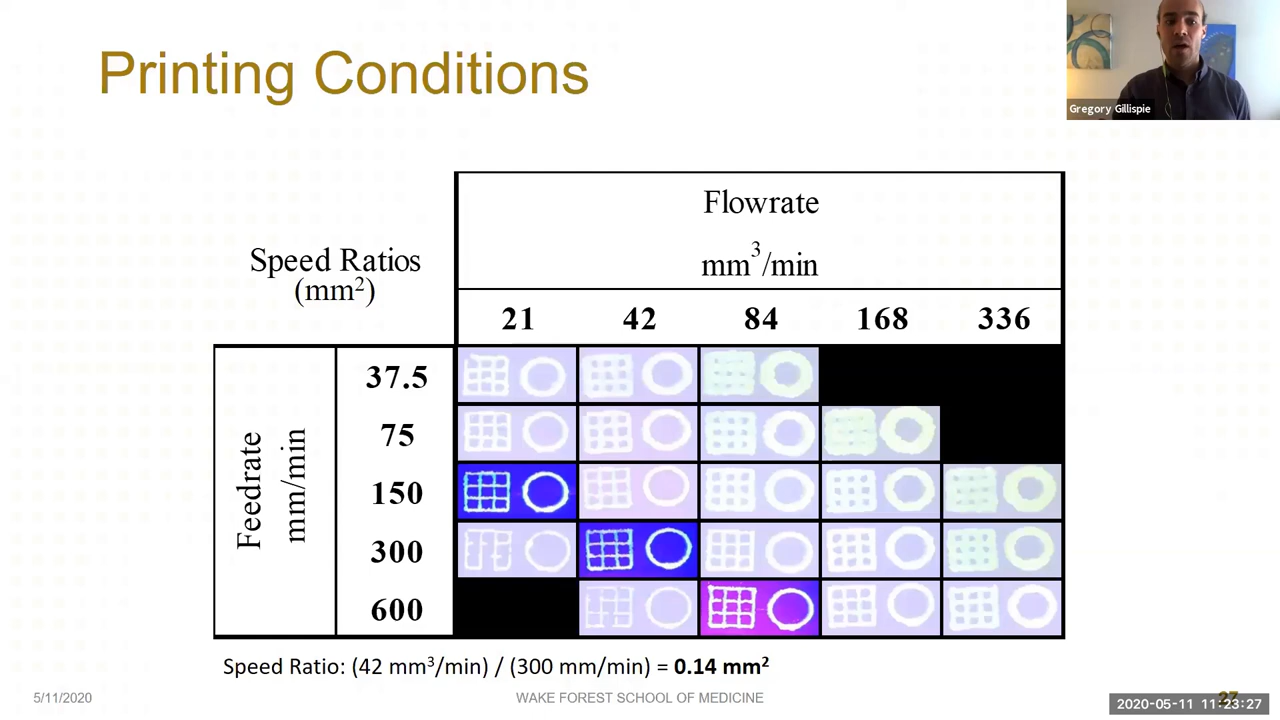 Printing Conditions
Gregory Gillispie
Flowrate
mm³/min
Speed Ratios
(mm²)
21 42 84 168 336
Feedrate
mm/min
37.5
75
150
300
600
Speed Ratio: (42 mm³/min) / (300 mm/min) = 0.14 mm²
5/11/2020
WAKE FOREST SCHOOL OF MEDICINE
27
2020-05-11 11:23:27